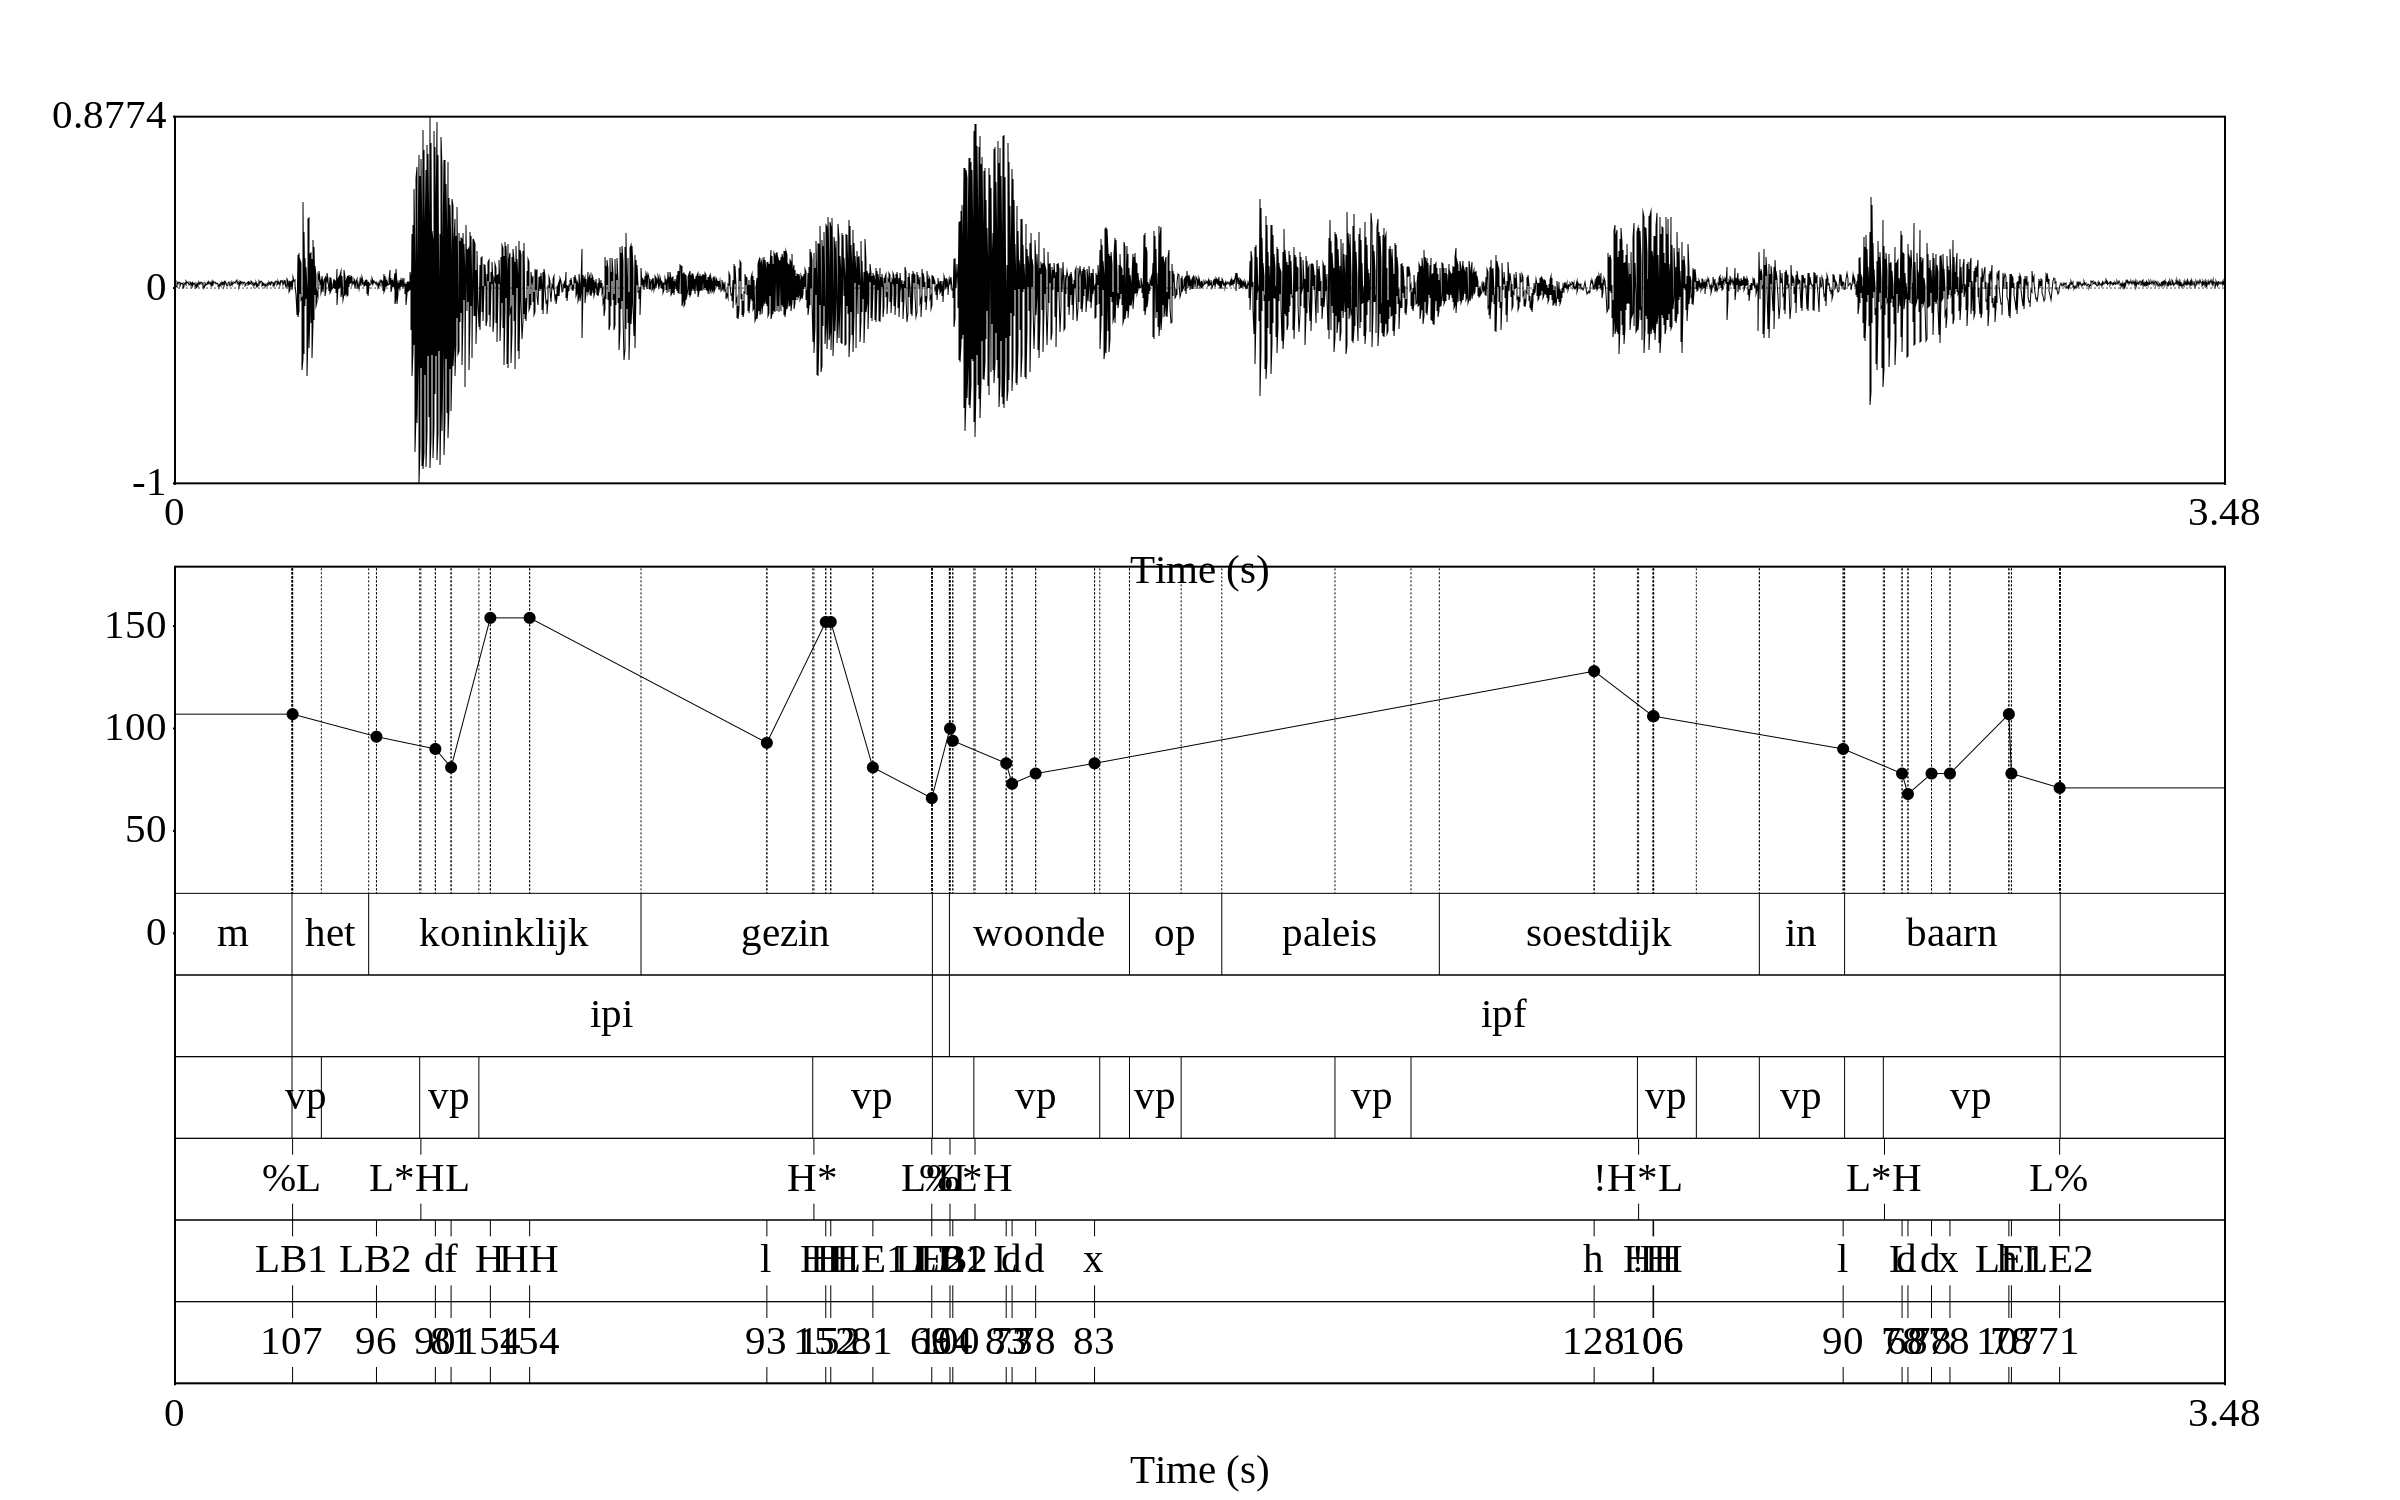 0.8774
0
-1
0 3.48
Time (s)
150
100
50
0
m het koninklijk gezin woonde op paleis soestdijk in baarn
ipi ipf
vp vp vp vp vp vp vp vp vp
%L L*HL H* L% L*H !H*L L*H L%
LB1 LB2 d f H HH l d d x h l d x LE2
107 96 154 93 81 78 83 128 106 90 78 71
0 3.48
Time (s)